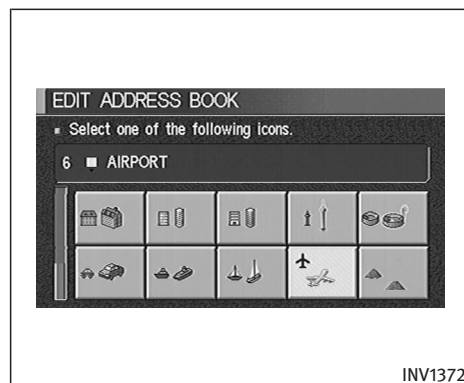 EDIT ADDRESS BOOK
Select one of the following icons.
6 AIRPORT
INV1372